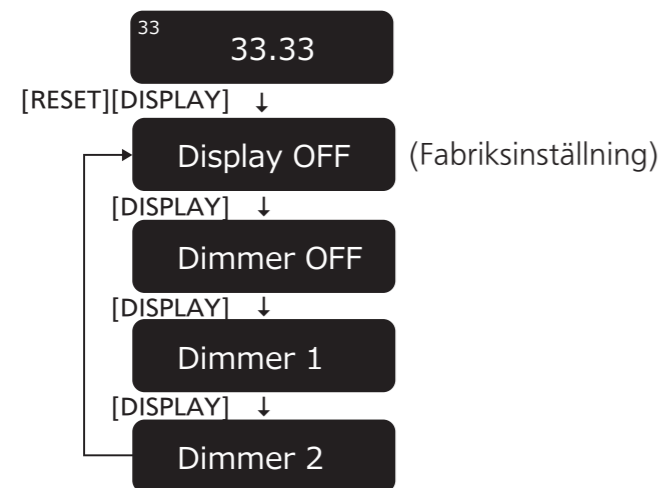 33
33.33
[RESET][DISPLAY] ↓
Display OFF (Fabriksinställning)
[DISPLAY] ↓
Dimmer OFF
[DISPLAY] ↓
Dimmer 1
[DISPLAY] ↓
Dimmer 2